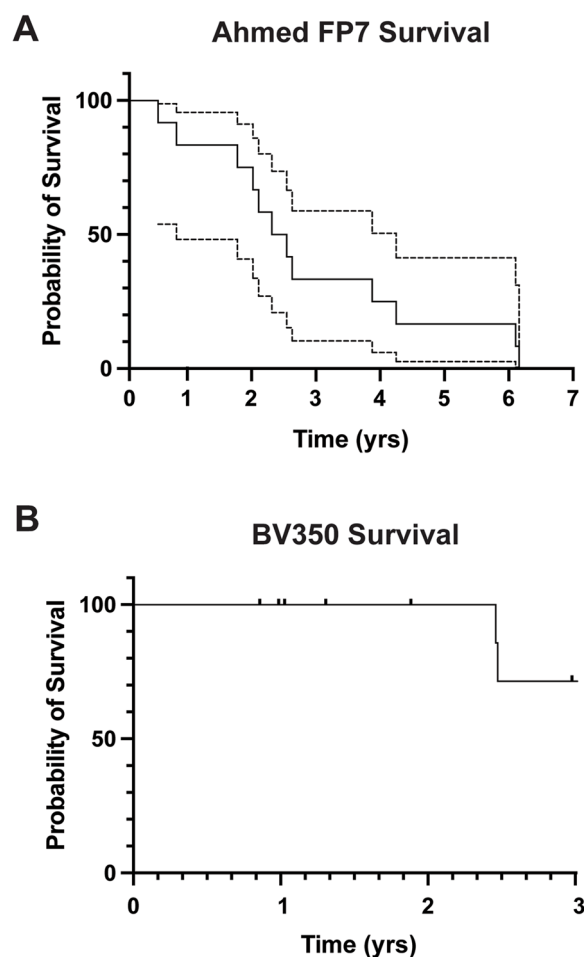 A
Ahmed FP7 Survival
Probability of Survival
100
50
0
0 1 2 3 4 5 6 7
Time (yrs)
B
BV350 Survival
Probability of Survival
100
50
0
0 1 2 3
Time (yrs)